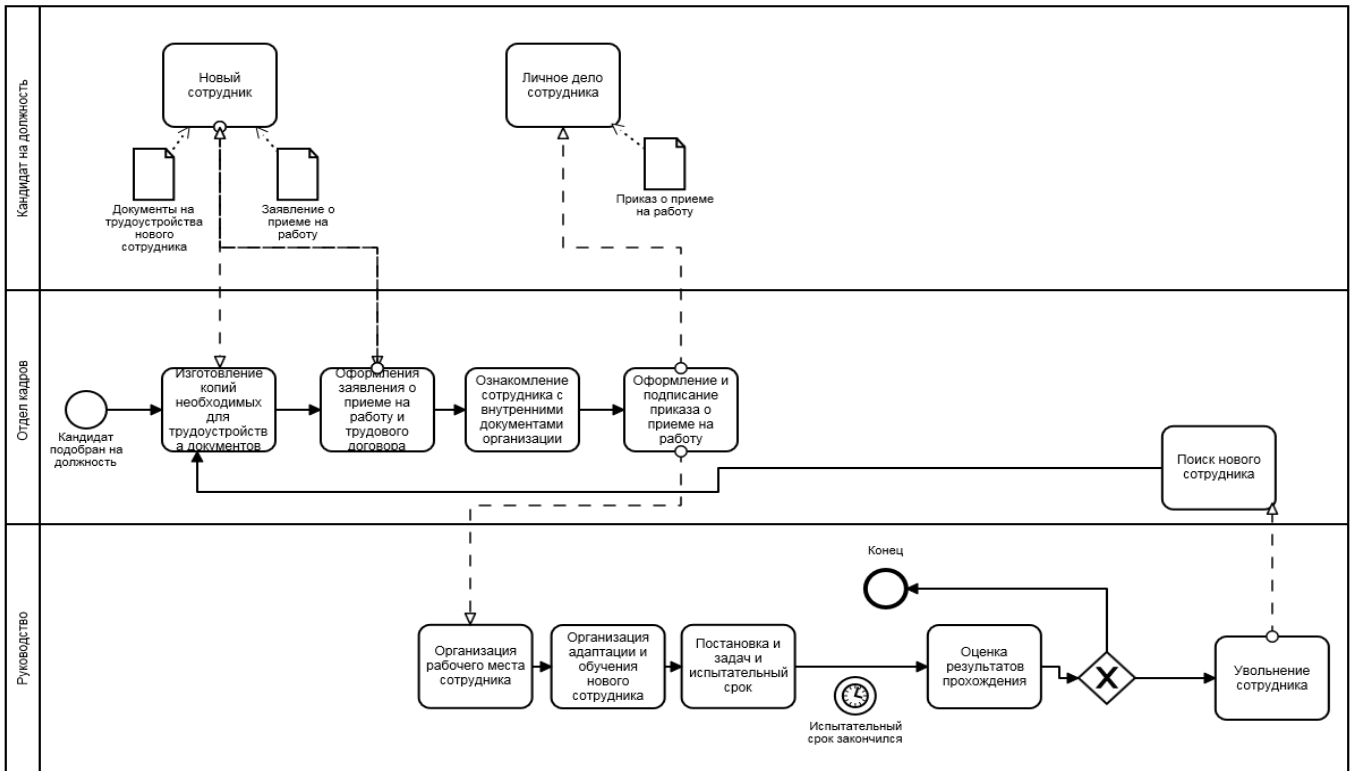 Кандидат на должность
Новый
сотрудник
Личное дело
сотрудника
Документы на
трудоустройства
нового
сотрудника
Заявление о
приеме на
работу
Приказ о приеме
на работу
Отдел кадров
Кандидат
подобран на
должность
Изготовление
копий
необходимых
для
трудоустройств
а документов
Оформления
заявления о
приеме на
работу и
трудового
договора
Ознакомление
сотрудника с
внутренними
документами
организации
Оформление и
подписание
приказа о
приеме на
работу
Поиск нового
сотрудника
Руководство
Организация
рабочего места
сотрудника
Организация
адаптации и
обучения
нового
сотрудника
Постановка и
задач и
испытательный
срок
Испытательный
срок закончился
Оценка
результатов
прохождения
Конец
Увольнение
сотрудника